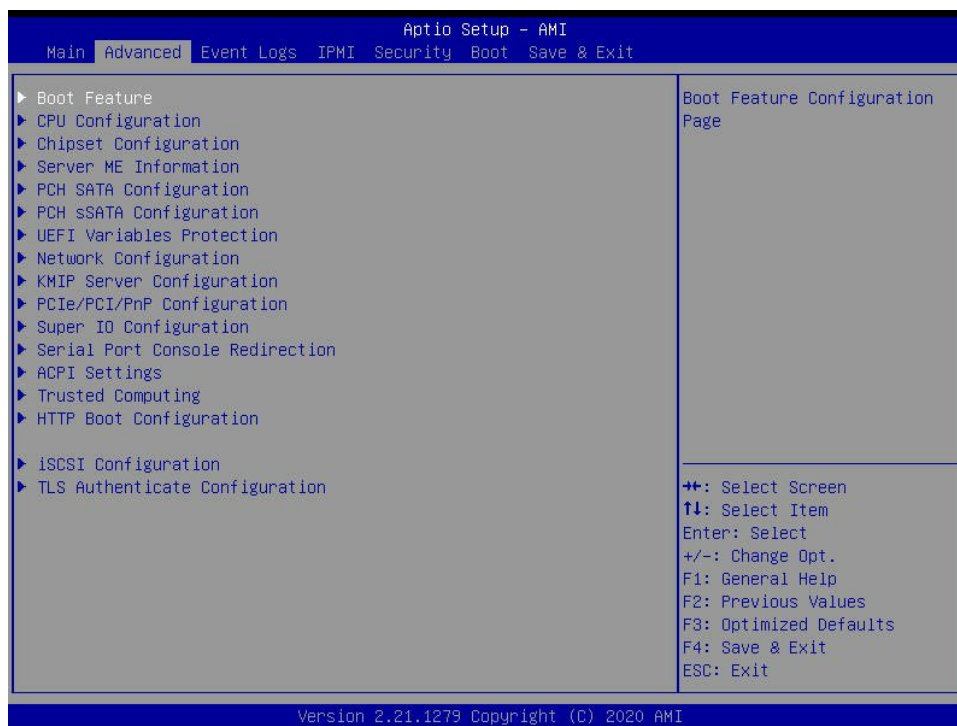 Aptio Setup – AMI
Main Advanced Event Logs IPMI Security Boot Save & Exit
▶ Boot Feature
▶ CPU Configuration
▶ Chipset Configuration
▶ Server ME Information
▶ PCH SATA Configuration
▶ PCH sSATA Configuration
▶ UEFI Variables Protection
▶ Network Configuration
▶ KMIP Server Configuration
▶ PCIe/PCI/PnP Configuration
▶ Super IO Configuration
▶ Serial Port Console Redirection
▶ ACPI Settings
▶ Trusted Computing
▶ HTTP Boot Configuration
▶ iSCSI Configuration
▶ TLS Authenticate Configuration
Boot Feature Configuration
Page
→←: Select Screen
↑↓: Select Item
Enter: Select
+/-: Change Opt.
F1: General Help
F2: Previous Values
F3: Optimized Defaults
F4: Save & Exit
ESC: Exit
Version 2.21.1279 Copyright (C) 2020 AMI